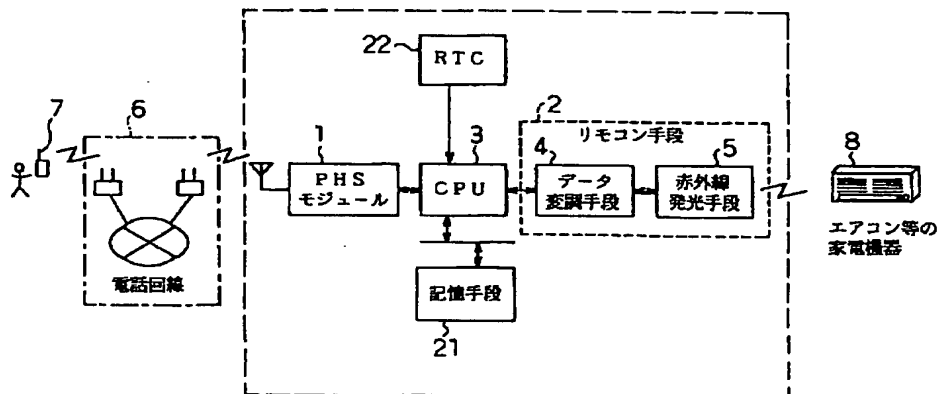 22
RTC
7
6
2
リモコン手段
1
PHS
モジュール
3
CPU
4
データ
変調手段
5
赤外線
発光手段
8
エアコン等の
家電機器
電話回線
記憶手段
21